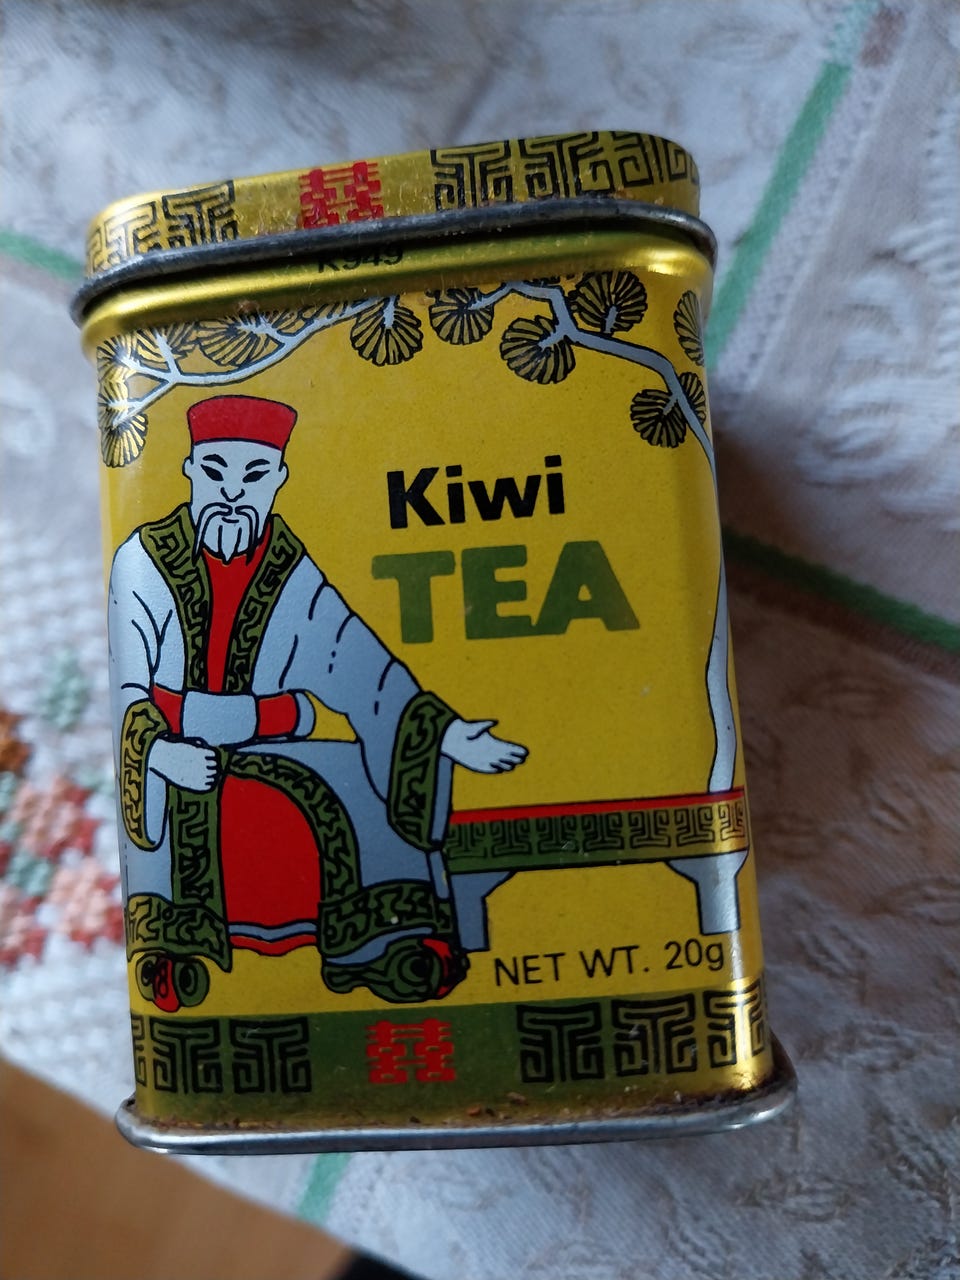 囍
K949
Kiwi
TEA
NET WT. 20g
囍